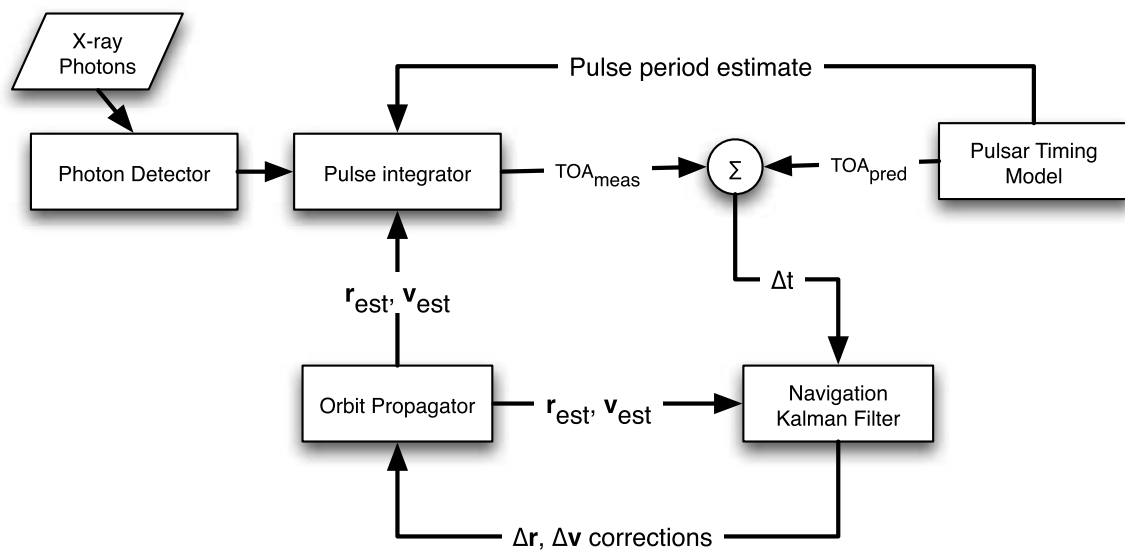 X-ray
Photons
Pulse period estimate
Photon Detector
Pulse integrator
TOAmeas
Σ
TOApred
Pulsar Timing
Model
Δt
rest, vest
Orbit Propagator
rest, vest
Navigation
Kalman Filter
Δr, Δv corrections